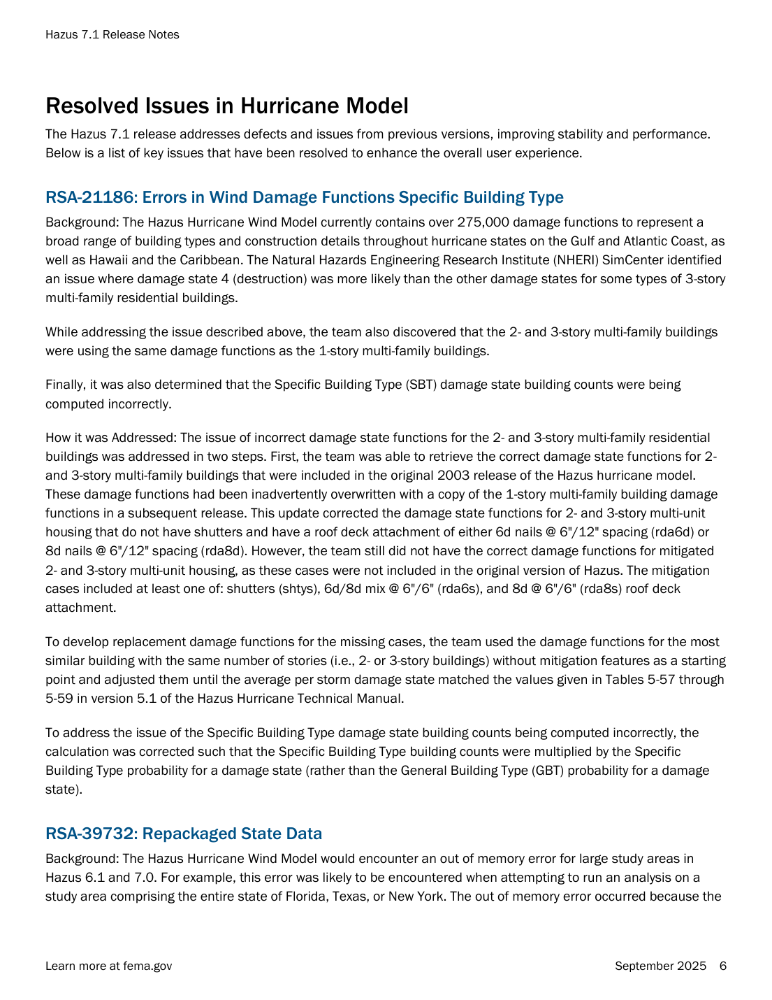 Hazus 7.1 Release Notes
Resolved Issues in Hurricane Model
The Hazus 7.1 release addresses defects and issues from previous versions, improving stability and performance.
Below is a list of key issues that have been resolved to enhance the overall user experience.
RSA-21186: Errors in Wind Damage Functions Specific Building Type
Background: The Hazus Hurricane Wind Model currently contains over 275,000 damage functions to represent a
broad range of building types and construction details throughout hurricane states on the Gulf and Atlantic Coast, as
well as Hawaii and the Caribbean. The Natural Hazards Engineering Research Institute (NHERI) SimCenter identified
an issue where damage state 4 (destruction) was more likely than the other damage states for some types of 3-story
multi-family residential buildings.
While addressing the issue described above, the team also discovered that the 2- and 3-story multi-family buildings
were using the same damage functions as the 1-story multi-family buildings.
Finally, it was also determined that the Specific Building Type (SBT) damage state building counts were being
computed incorrectly.
How it was Addressed: The issue of incorrect damage state functions for the 2- and 3-story multi-family residential
buildings was addressed in two steps. First, the team was able to retrieve the correct damage state functions for 2-
and 3-story multi-family buildings that were included in the original 2003 release of the Hazus hurricane model.
These damage functions had been inadvertently overwritten with a copy of the 1-story multi-family building damage
functions in a subsequent release. This update corrected the damage state functions for 2- and 3-story multi-unit
housing that do not have shutters and have a roof deck attachment of either 6d nails @ 6"/12" spacing (rda6d) or
8d nails @ 6"/12" spacing (rda8d). However, the team still did not have the correct damage functions for mitigated
2- and 3-story multi-unit housing, as these cases were not included in the original version of Hazus. The mitigation
cases included at least one of: shutters (shtys), 6d/8d mix @ 6"/6" (rda6s), and 8d @ 6"/6" (rda8s) roof deck
attachment.
To develop replacement damage functions for the missing cases, the team used the damage functions for the most
similar building with the same number of stories (i.e., 2- or 3-story buildings) without mitigation features as a starting
point and adjusted them until the average per storm damage state matched the values given in Tables 5-57 through
5-59 in version 5.1 of the Hazus Hurricane Technical Manual.
To address the issue of the Specific Building Type damage state building counts being computed incorrectly, the
calculation was corrected such that the Specific Building Type building counts were multiplied by the Specific
Building Type probability for a damage state (rather than the General Building Type (GBT) probability for a damage
state).
RSA-39732: Repackaged State Data
Background: The Hazus Hurricane Wind Model would encounter an out of memory error for large study areas in
Hazus 6.1 and 7.0. For example, this error was likely to be encountered when attempting to run an analysis on a
study area comprising the entire state of Florida, Texas, or New York. The out of memory error occurred because the
Learn more at fema.gov
September 2025 6